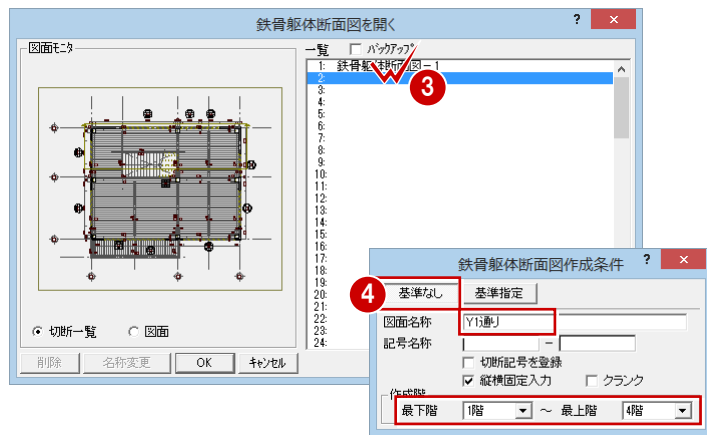 鉄骨躯体断面図を開く
? ×
図面モニタ
一覧
バックアップ
1: 鉄骨躯体断面図－1
2:
3:
4:
5:
6:
7:
8:
9:
10:
11:
12:
13:
14:
15:
16:
17:
18:
19:
20:
21:
22:
23:
24:
3
切断一覧 図面
削除 名称変更 OK キャンセル
鉄骨躯体断面図作成条件
? ×
4
基準なし 基準指定
図面名称 Y1通り
記号名称 －
切断記号を登録
縦横固定入力 クランク
作成階
最下階 1階 ～ 最上階 4階